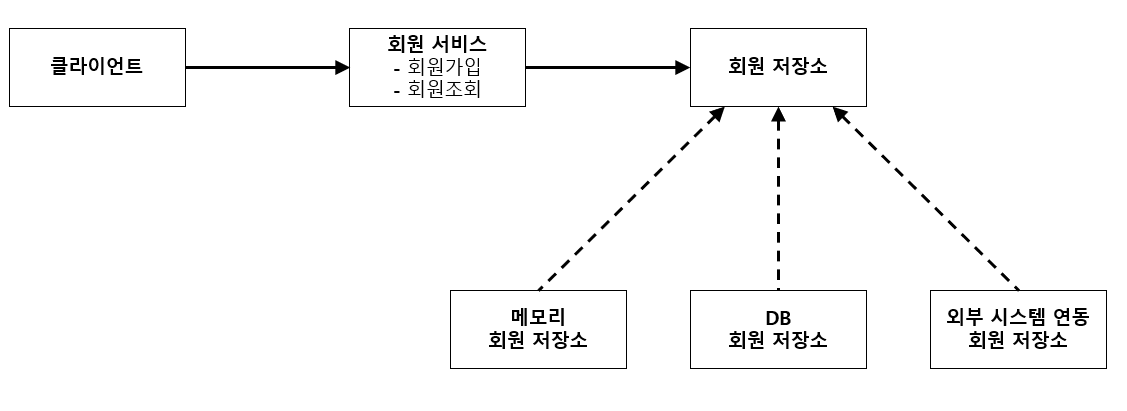 클라이언트
회원 서비스
- 회원가입
- 회원조회
회원 저장소
메모리
회원 저장소
DB
회원 저장소
외부 시스템 연동
회원 저장소